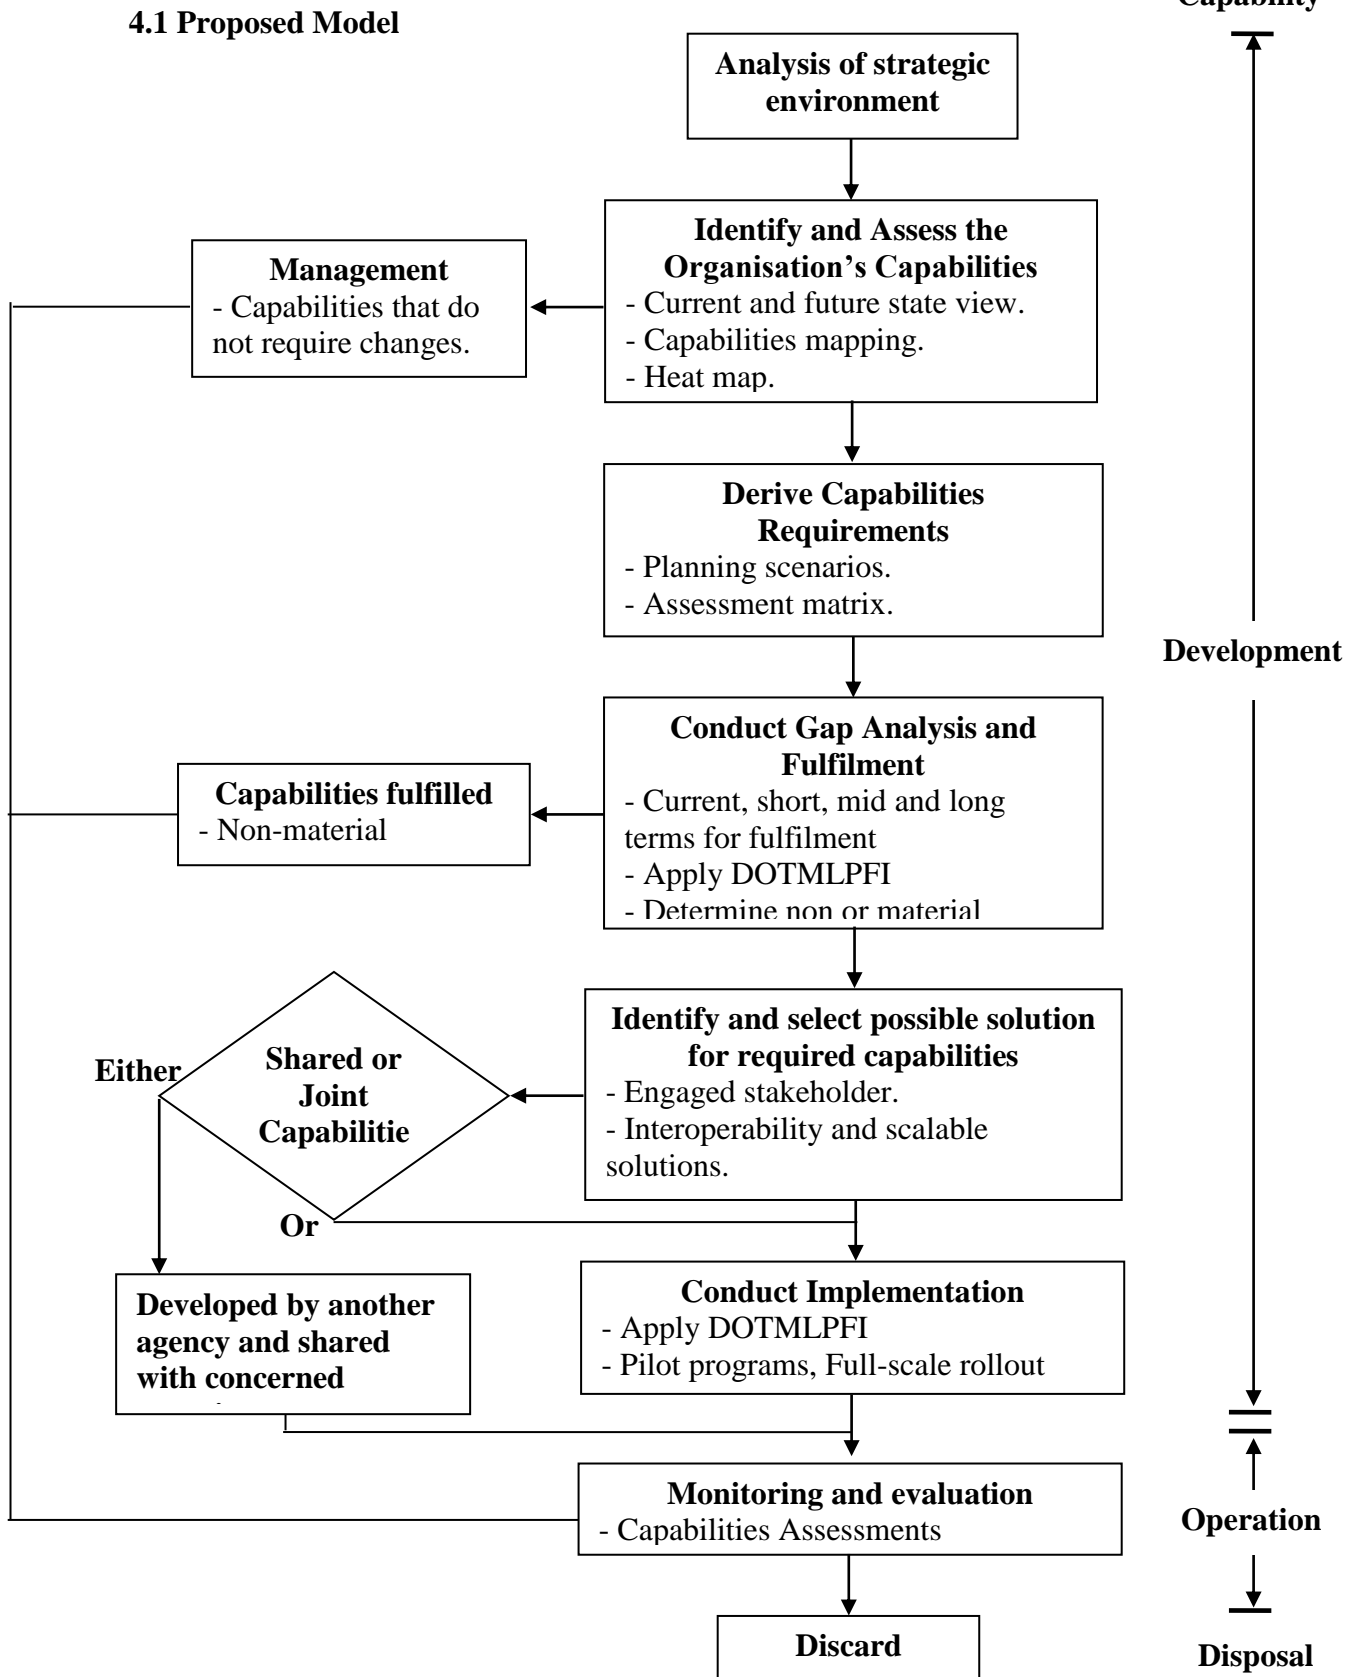 Capability
4.1 Proposed Model
Analysis of strategic
environment
Identify and Assess the
Organisation’s Capabilities
- Current and future state view.
- Capabilities mapping.
- Heat map.
Management
- Capabilities that do
not require changes.
Derive Capabilities
Requirements
- Planning scenarios.
- Assessment matrix.
Development
Conduct Gap Analysis and
Fulfilment
- Current, short, mid and long
terms for fulfilment
- Apply DOTMLPFI
- Determine non or material
Capabilities fulfilled
- Non-material
Identify and select possible solution
for required capabilities
- Engaged stakeholder.
- Interoperability and scalable
solutions.
Either
Shared or
Joint
Capabilitie
Or
Developed by another
agency and shared
with concerned
Conduct Implementation
- Apply DOTMLPFI
- Pilot programs, Full-scale rollout
Monitoring and evaluation
- Capabilities Assessments
Operation
Discard
Disposal